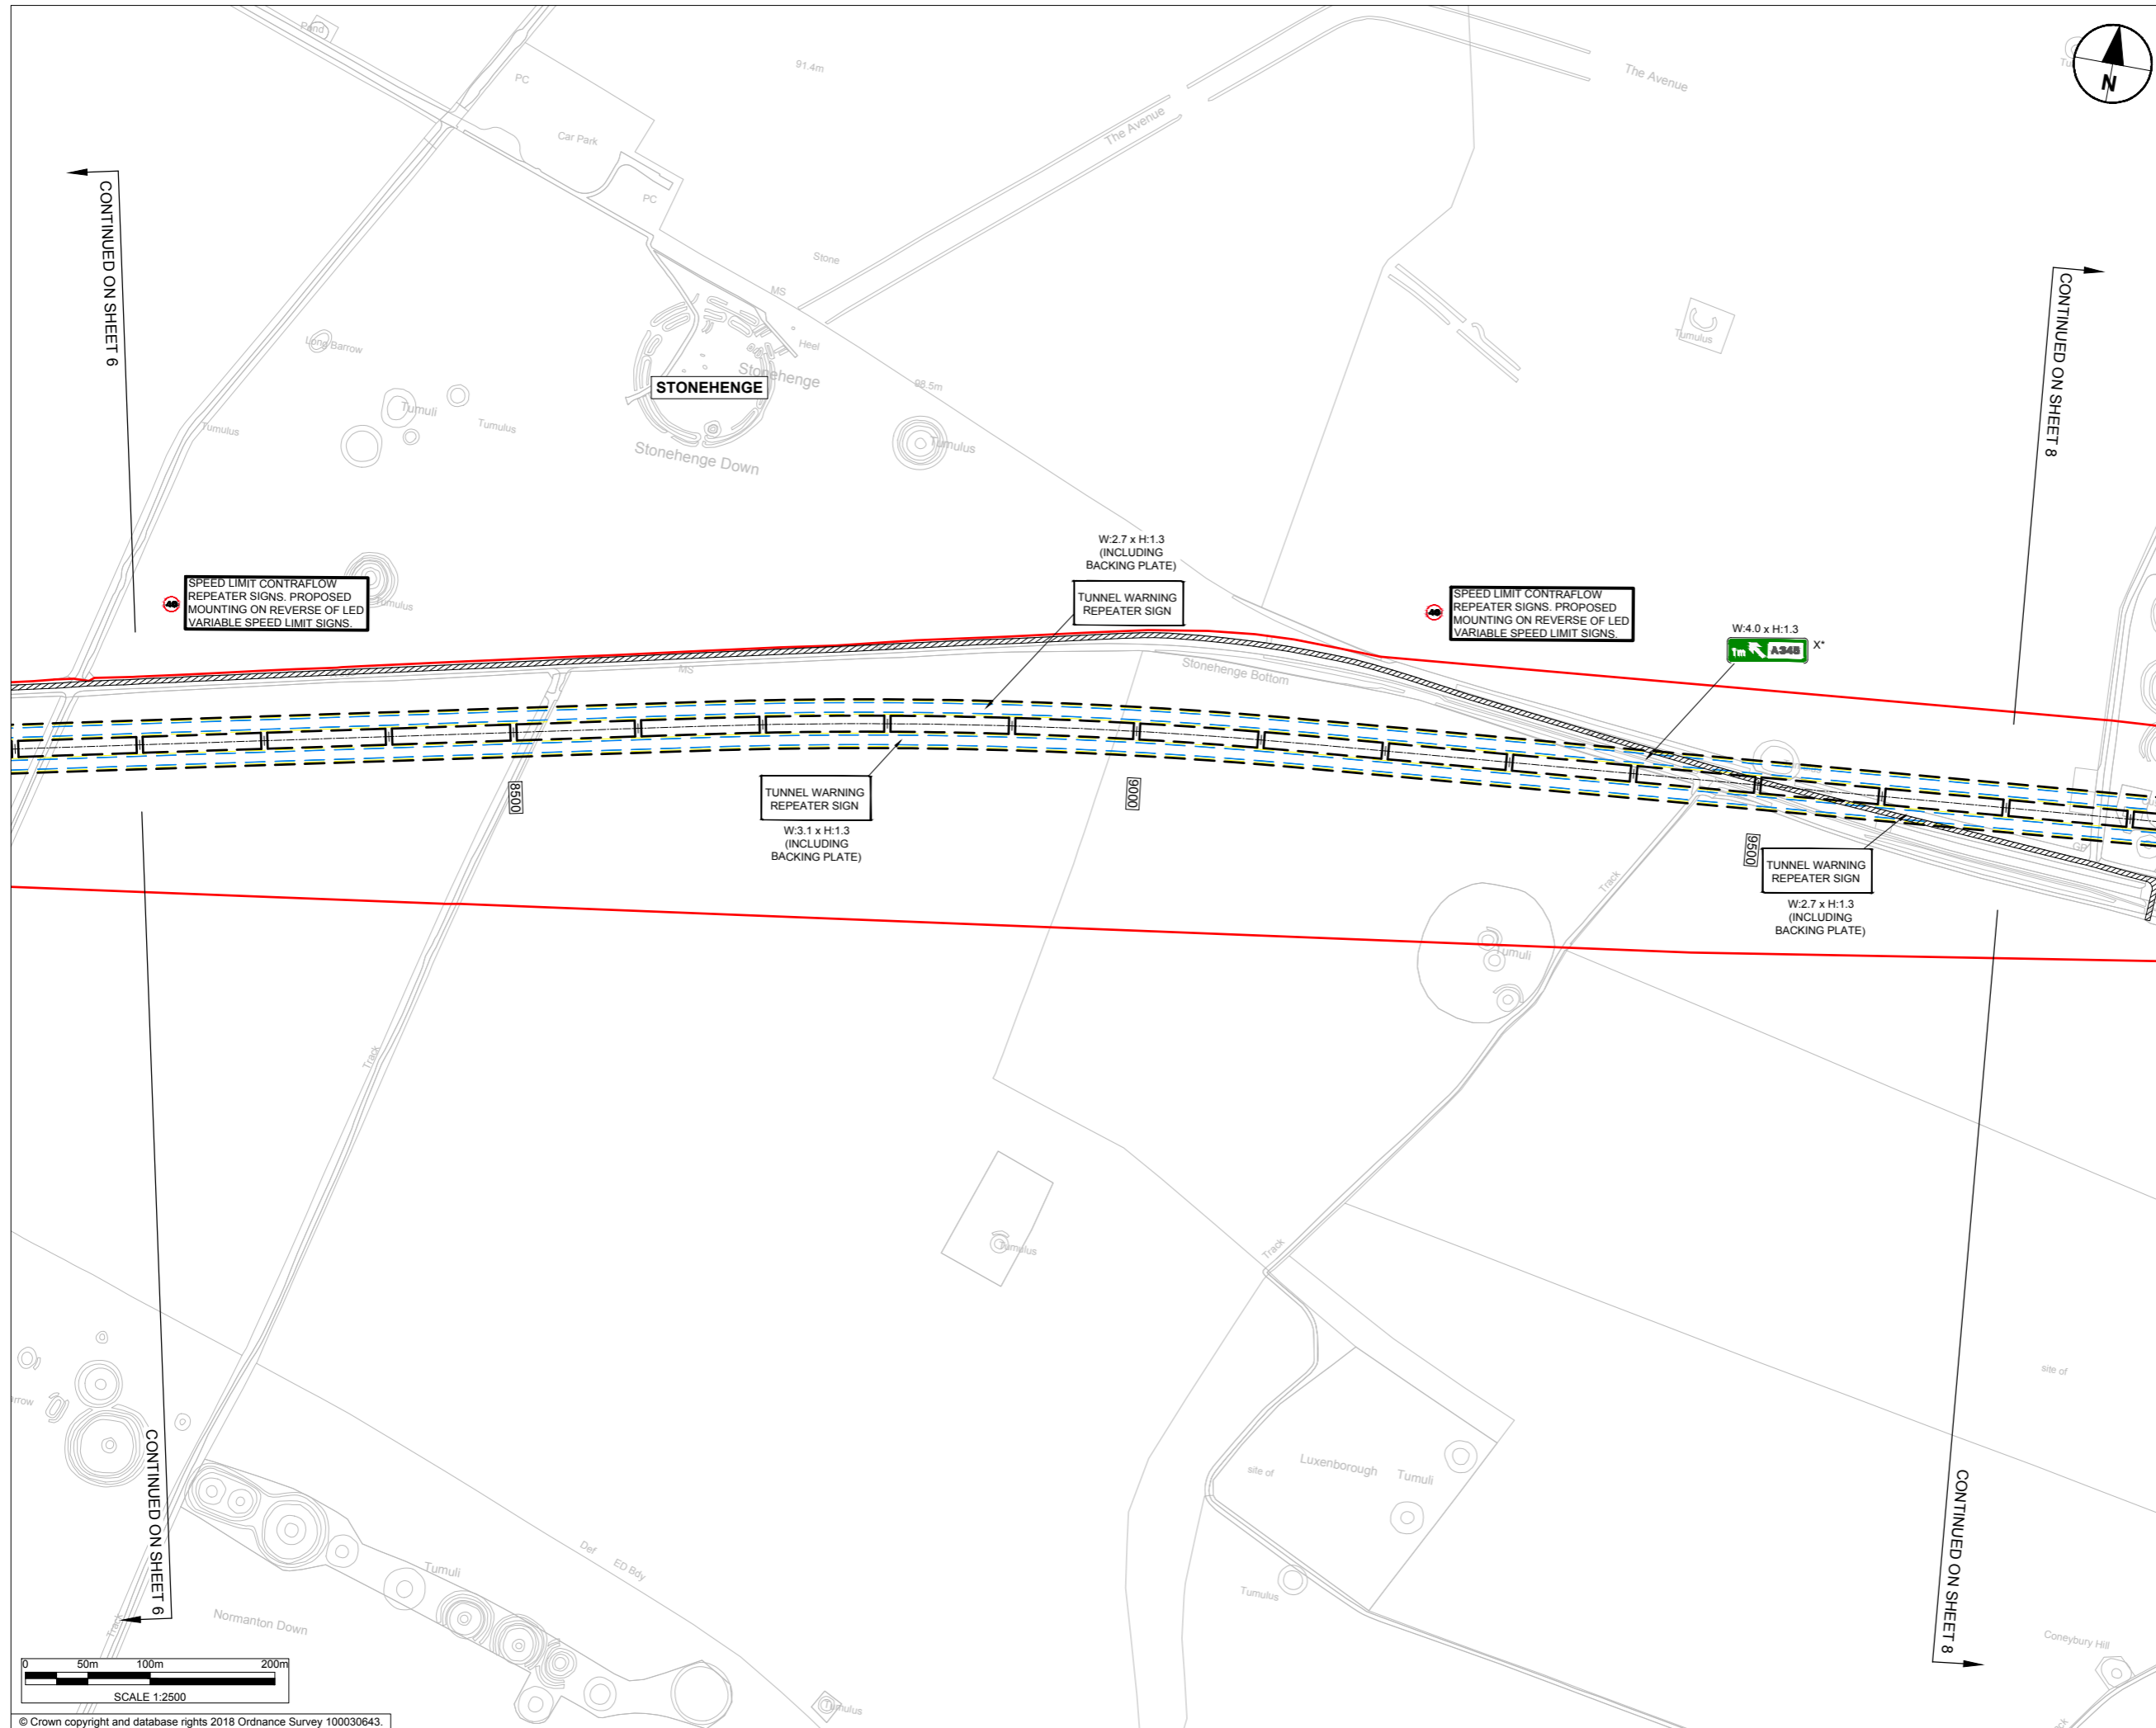 Pond
PC
91.4m
The Avenue
N
Car Park
The Avenue
PC
CONTINUED ON SHEET 6
Stone
MS
CONTINUED ON SHEET 8
Long Barrow
Heel
Tumulus
Stonehenge
STONEHENGE
98.5m
Tumuli
Tumulus
Tumulus
Tumulus
Stonehenge Down
W:2.7 x H:1.3
(INCLUDING
BACKING PLATE)
SPEED LIMIT CONTRAFLOW
REPEATER SIGNS. PROPOSED
MOUNTING ON REVERSE OF LED
VARIABLE SPEED LIMIT SIGNS.
Tumulus
TUNNEL WARNING
REPEATER SIGN
SPEED LIMIT CONTRAFLOW
REPEATER SIGNS. PROPOSED
MOUNTING ON REVERSE OF LED
VARIABLE SPEED LIMIT SIGNS.
W:4.0 x H:1.3
1m A345 X*
MS
Stonehenge Bottom
8500
TUNNEL WARNING
REPEATER SIGN
W:3.1 x H:1.3
(INCLUDING
BACKING PLATE)
9000
9500
TUNNEL WARNING
REPEATER SIGN
W:2.7 x H:1.3
(INCLUDING
BACKING PLATE)
Track
Tumuli
Track
Tumulus
Track
site of
CONTINUED ON SHEET 6
site of
Luxenborough Tumuli
CONTINUED ON SHEET 8
Def
ED Bdy
Tumuli
Tumulus
Normanton Down
Track
Coneybury Hill
Tumulus
0 50m 100m 200m
SCALE 1:2500
© Crown copyright and database rights 2018 Ordnance Survey 100030643.